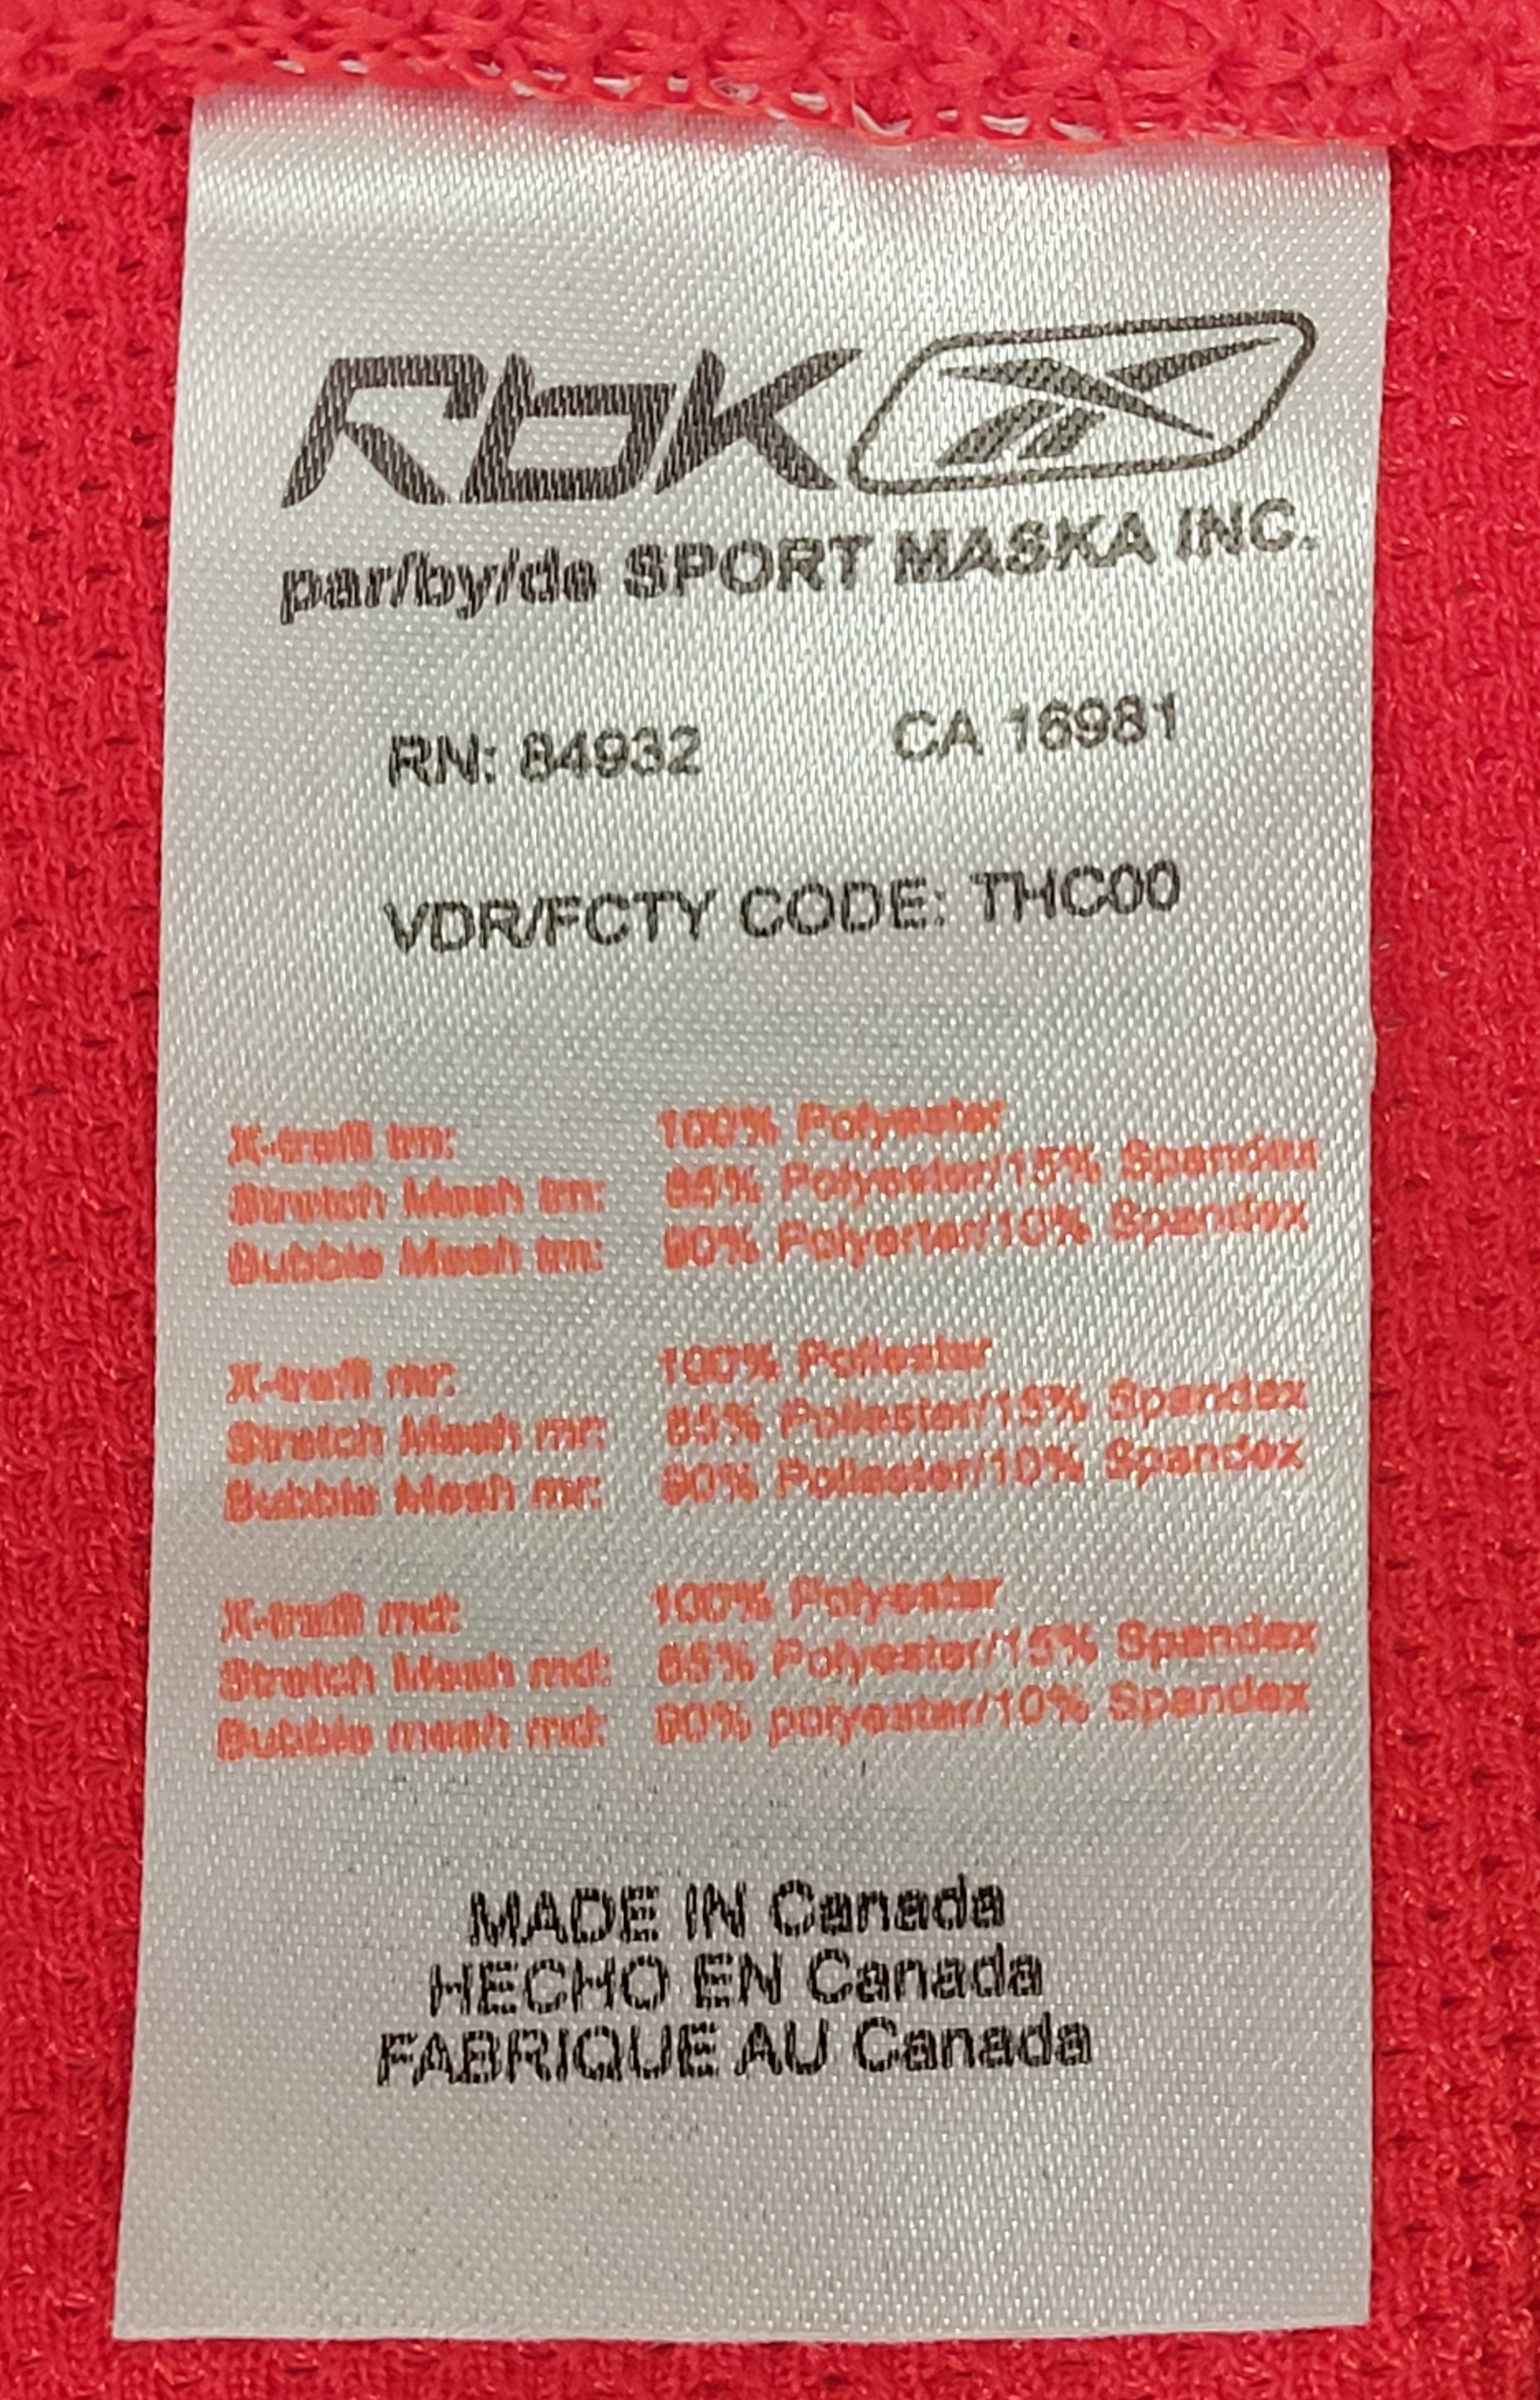 RbK
par/by/de SPORT MASKA INC.
RN: 84932 CA 16981
VDR/FCTY CODE: THC00
X-trafil tm: 100% Polyester
Stretch Mesh tm: 85% Polyester/15% Spandex
Bubble Mesh tm: 90% Polyester/10% Spandex
X-trafil mr: 100% Poliester
Stretch Mesh mr: 85% Poliester/15% Spandex
Bubble Mesh mr: 90% Poliester/10% Spandex
X-trafil md: 100% Polyester
Stretch Mesh md: 85% Polyester/15% Spandex
Bubble mesh md: 90% polyester/10% Spandex
MADE IN Canada
HECHO EN Canada
FABRIQUE AU Canada